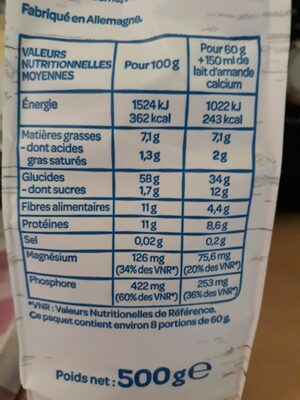 Fabriqué en Allemagne.
VALEURS NUTRITIONNELLES MOYENNES Pour 100 g Pour 60 g + 150 ml de lait d'amande calcium
Énergie 1524 kJ 362 kcal 1022 kJ 243 kcal
Matières grasses 7,1 g 7,1 g
- dont acides gras saturés 1,3 g 2 g
Glucides 58 g 34 g
- dont sucres 1,7 g 12 g
Fibres alimentaires 11 g 4,4 g
Protéines 11 g 8,6 g
Sel 0,02 g 0,2 g
Magnésium 126 mg (34% des VNR*) 75,6 mg (20% des VNR*)
Phosphore 422 mg (60% des VNR*) 253 mg (36% des VNR*)
*VNR : Valeurs Nutritionnelles de Référence.
Ce paquet contient environ 8 portions de 60 g.
Poids net : 500 g e